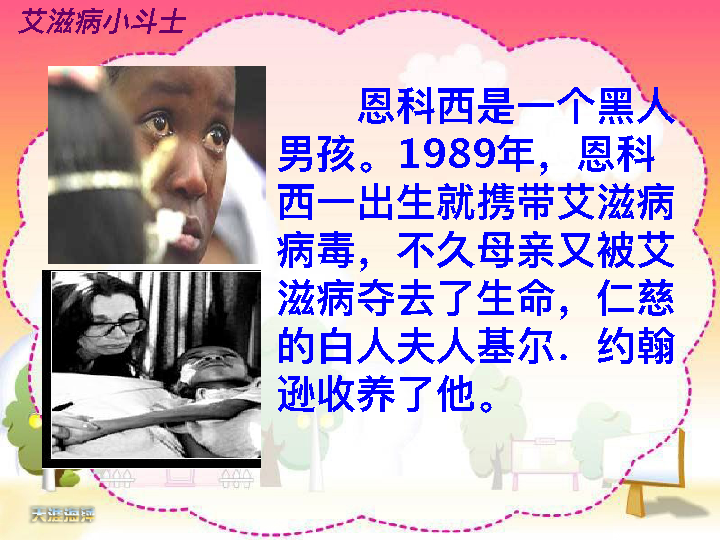 艾滋病小斗士
恩科西是一个黑人
男孩。1989年，恩科
西一出生就携带艾滋病
病毒，不久母亲又被艾
滋病夺去了生命，仁慈
的白人夫人基尔．约翰
逊收养了他。